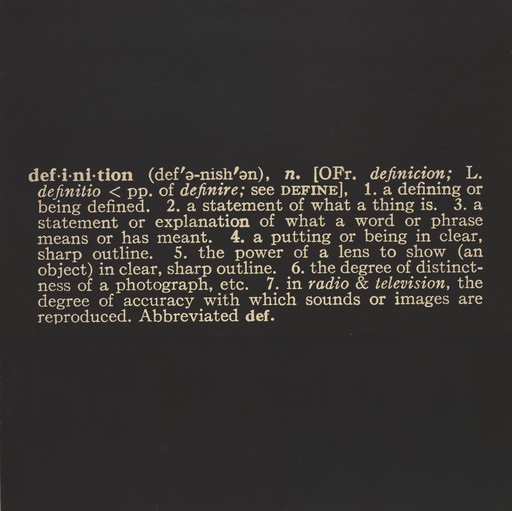 def·i·ni·tion (def′ə-nish′ən), n. [OFr. definicion; L.
definitio < pp. of definire; see DEFINE], 1. a defining or
being defined. 2. a statement of what a thing is. 3. a
statement or explanation of what a word or phrase
means or has meant. 4. a putting or being in clear,
sharp outline. 5. the power of a lens to show (an
object) in clear, sharp outline. 6. the degree of distinct-
ness of a photograph, etc. 7. in radio & television, the
degree of accuracy with which sounds or images are
reproduced. Abbreviated def.